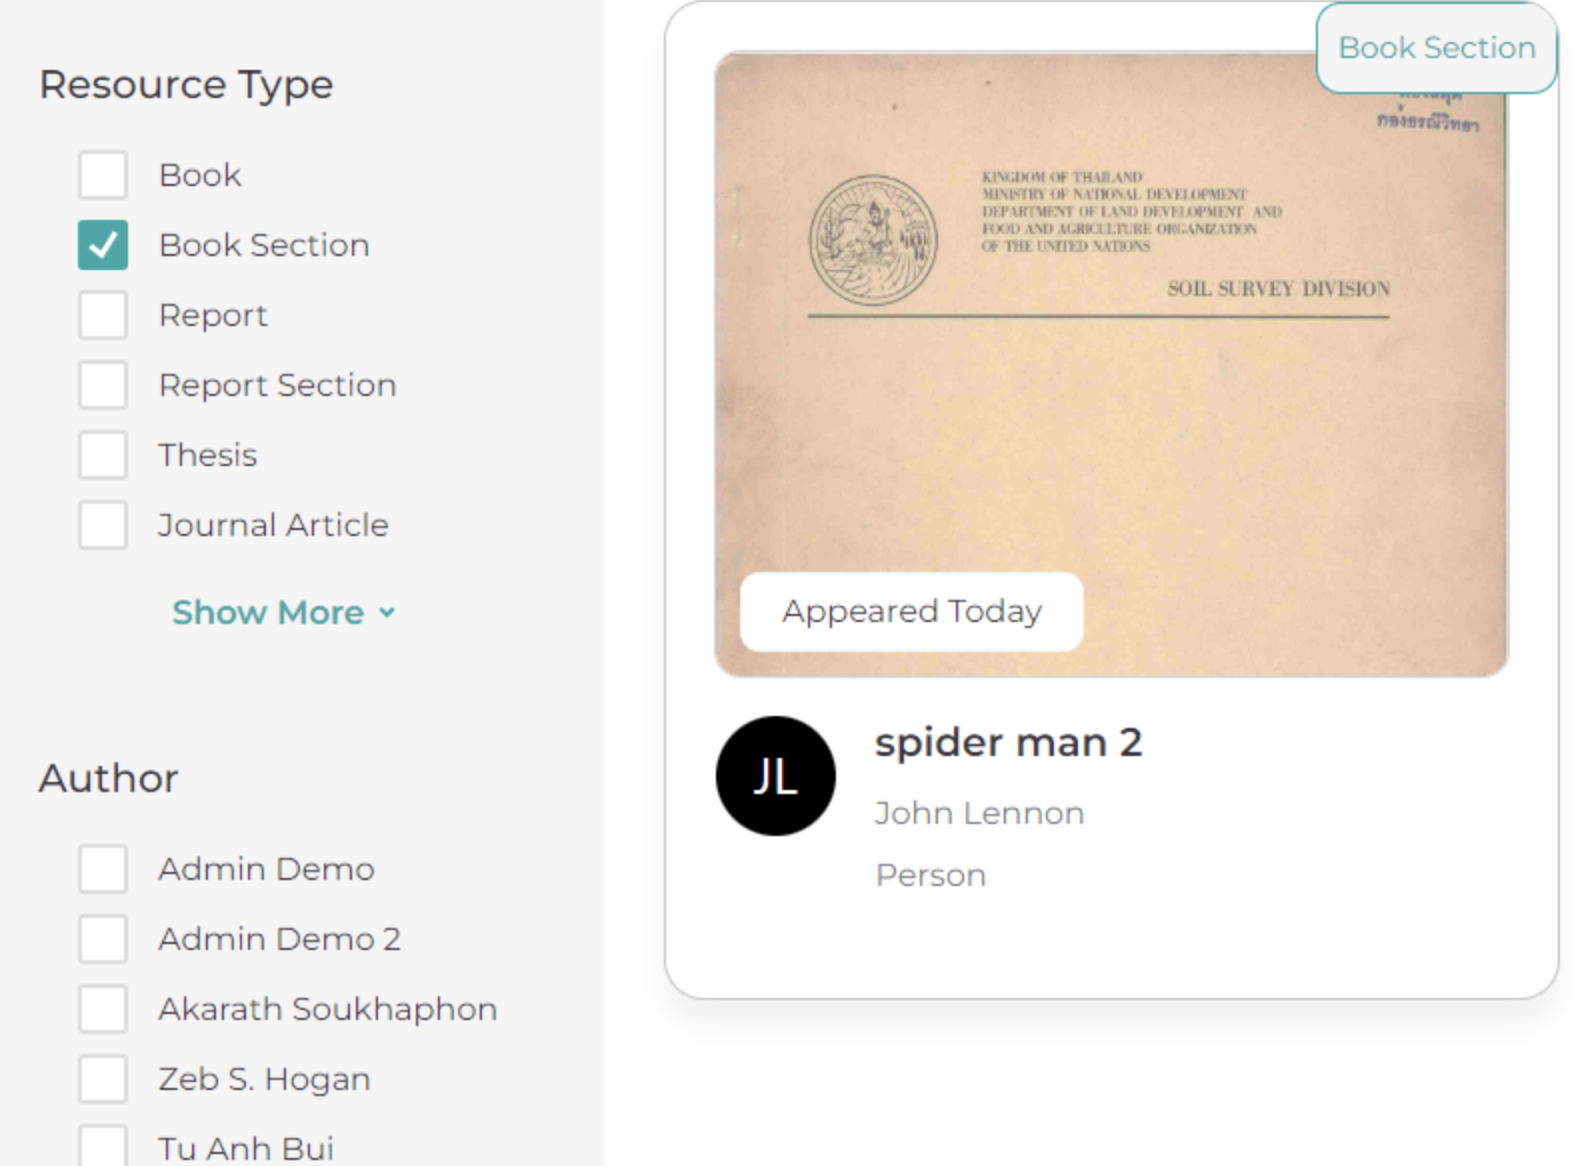 Resource Type
Book
Book Section
Report
Report Section
Thesis
Journal Article
Show More
Author
Admin Demo
Admin Demo 2
Akarath Soukhaphon
Zeb S. Hogan
Tu Anh Bui
Book Section
กองธรณีวิทยา
KINGDOM OF THAILAND
MINISTRY OF NATIONAL DEVELOPMENT
DEPARTMENT OF LAND DEVELOPMENT AND
FOOD AND AGRICULTURE ORGANIZATION
OF THE UNITED NATIONS
SOIL SURVEY DIVISION
Appeared Today
JL
spider man 2
John Lennon
Person